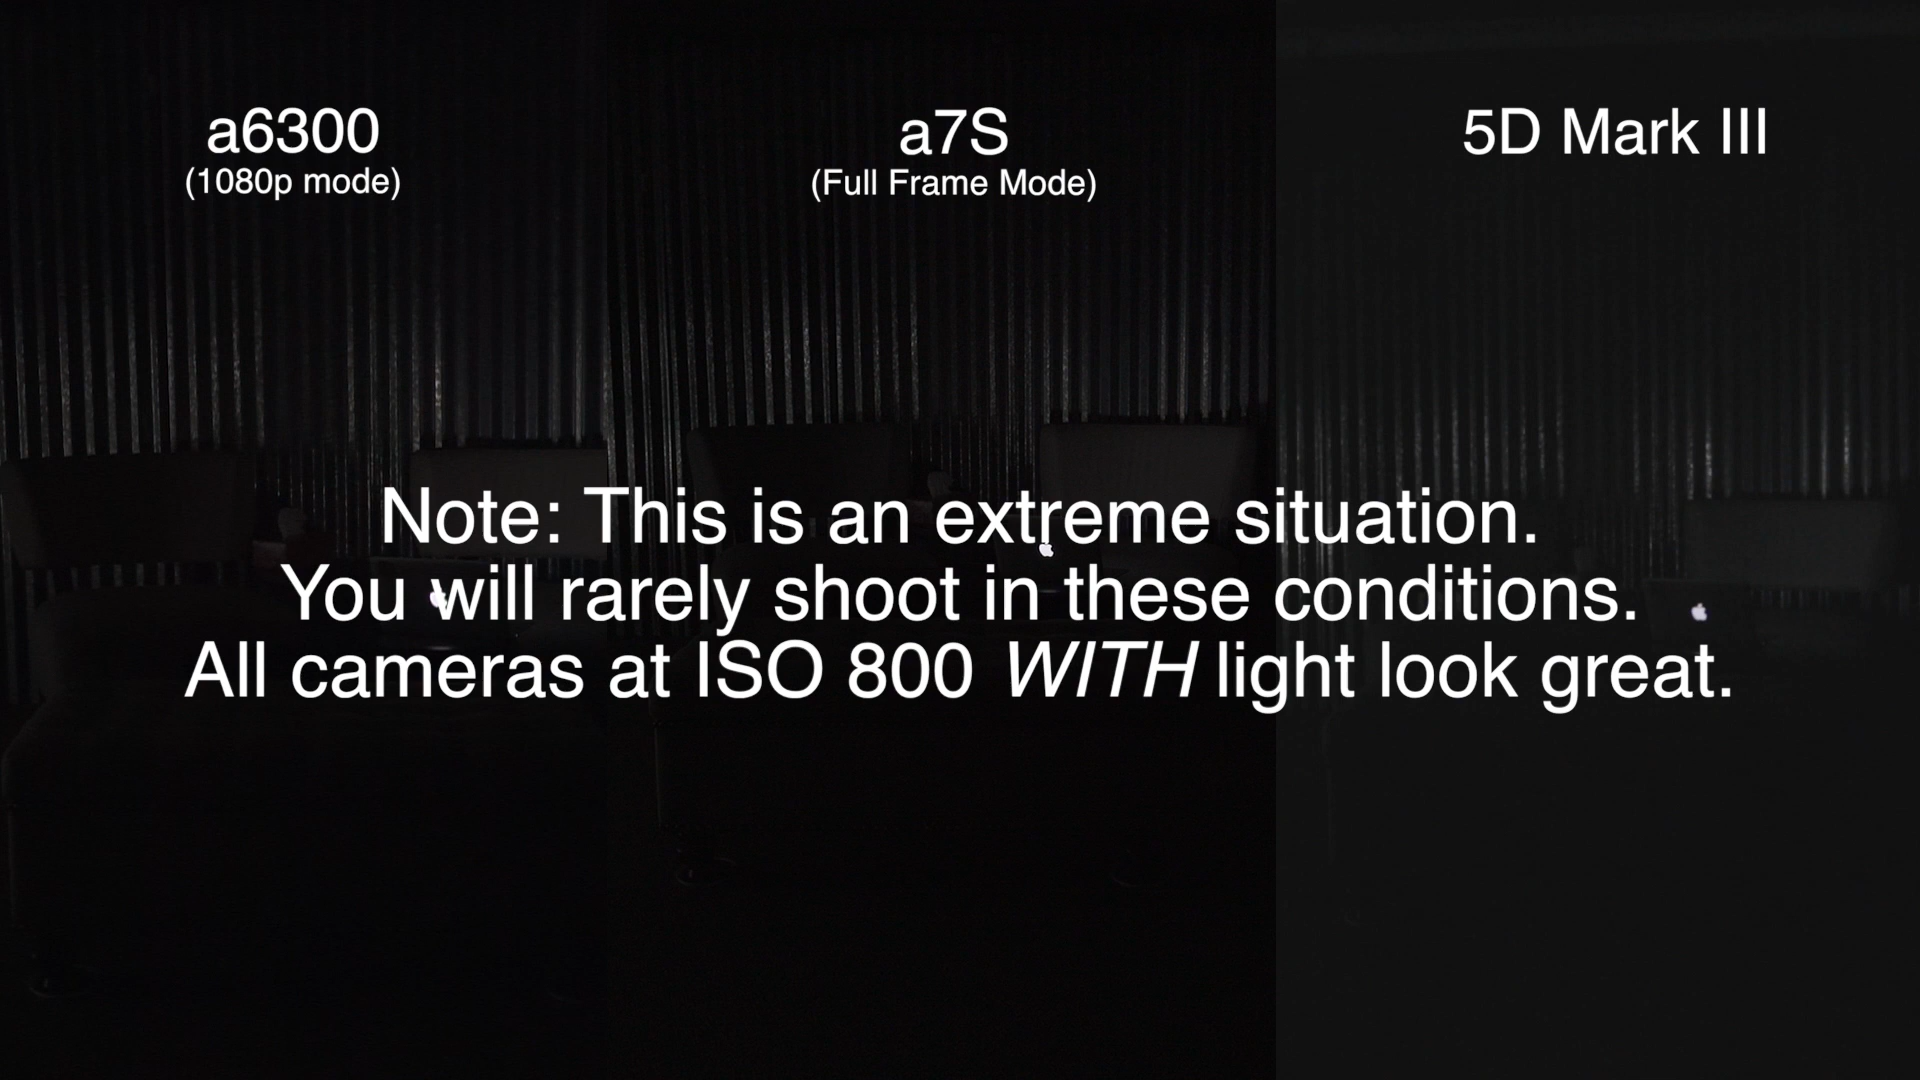 a6300
(1080p mode)
a7S
(Full Frame Mode)
5D Mark III
Note: This is an extreme situation.
You will rarely shoot in these conditions.
All cameras at ISO 800 WITH light look great.